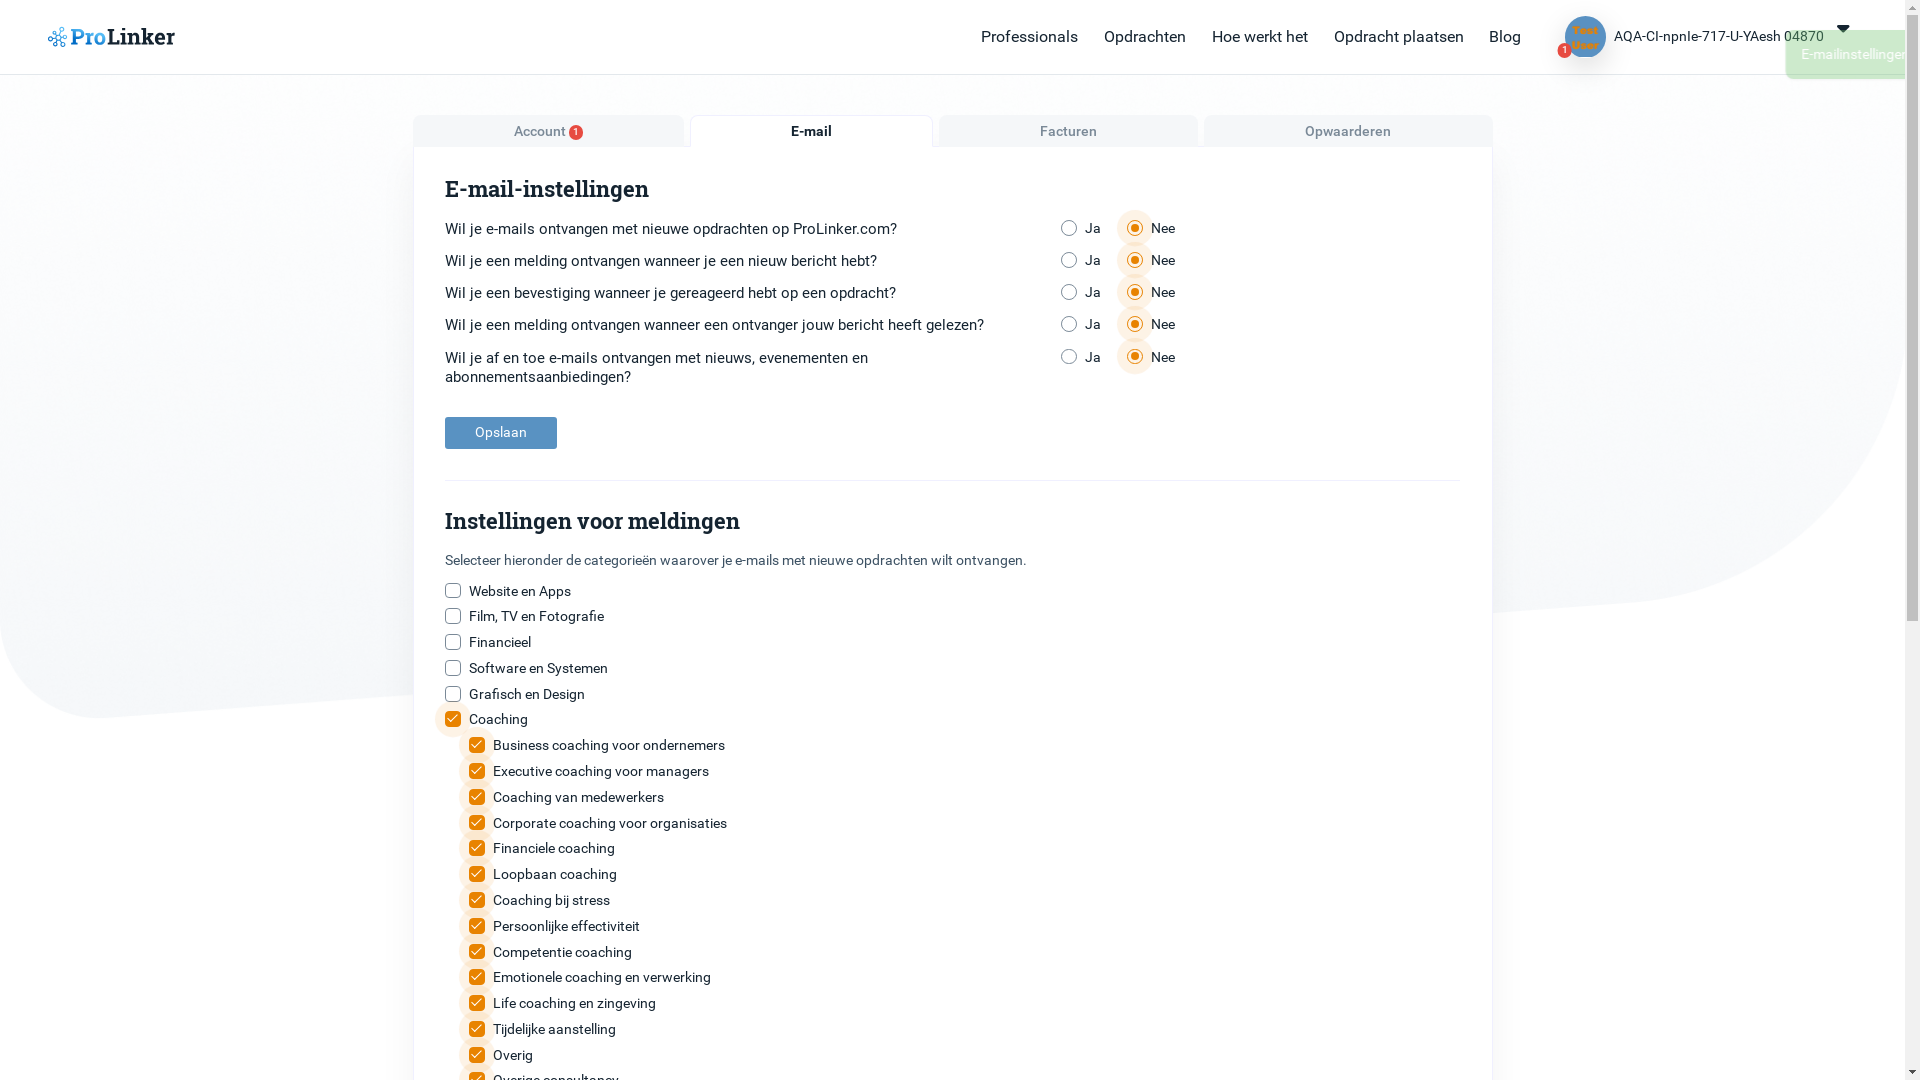 ProLinker
Professionals
Opdrachten
Hoe werkt het
Opdracht plaatsen
Blog
Test
User
1
AQA-CI-npnIe-717-U-YAesh 04870
E-mailinstellingen
Account 1
E-mail
Facturen
Opwaarderen
E-mail-instellingen
Wil je e-mails ontvangen met nieuwe opdrachten op ProLinker.com? Ja Nee
Wil je een melding ontvangen wanneer je een nieuw bericht hebt? Ja Nee
Wil je een bevestiging wanneer je gereageerd hebt op een opdracht? Ja Nee
Wil je een melding ontvangen wanneer een ontvanger jouw bericht heeft gelezen? Ja Nee
Wil je af en toe e-mails ontvangen met nieuws, evenementen en Ja Nee
abonnementsaanbiedingen?
Opslaan
Instellingen voor meldingen
Selecteer hieronder de categorieën waarover je e-mails met nieuwe opdrachten wilt ontvangen.
Website en Apps
Film, TV en Fotografie
Financieel
Software en Systemen
Grafisch en Design
Coaching
Business coaching voor ondernemers
Executive coaching voor managers
Coaching van medewerkers
Corporate coaching voor organisaties
Financiele coaching
Loopbaan coaching
Coaching bij stress
Persoonlijke effectiviteit
Competentie coaching
Emotionele coaching en verwerking
Life coaching en zingeving
Tijdelijke aanstelling
Overig
Overige consultancy